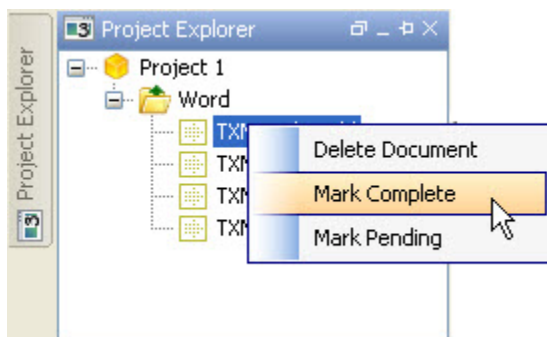 Project Explorer
Project Explorer
Project 1
Word
Delete Document
Mark Complete
Mark Pending